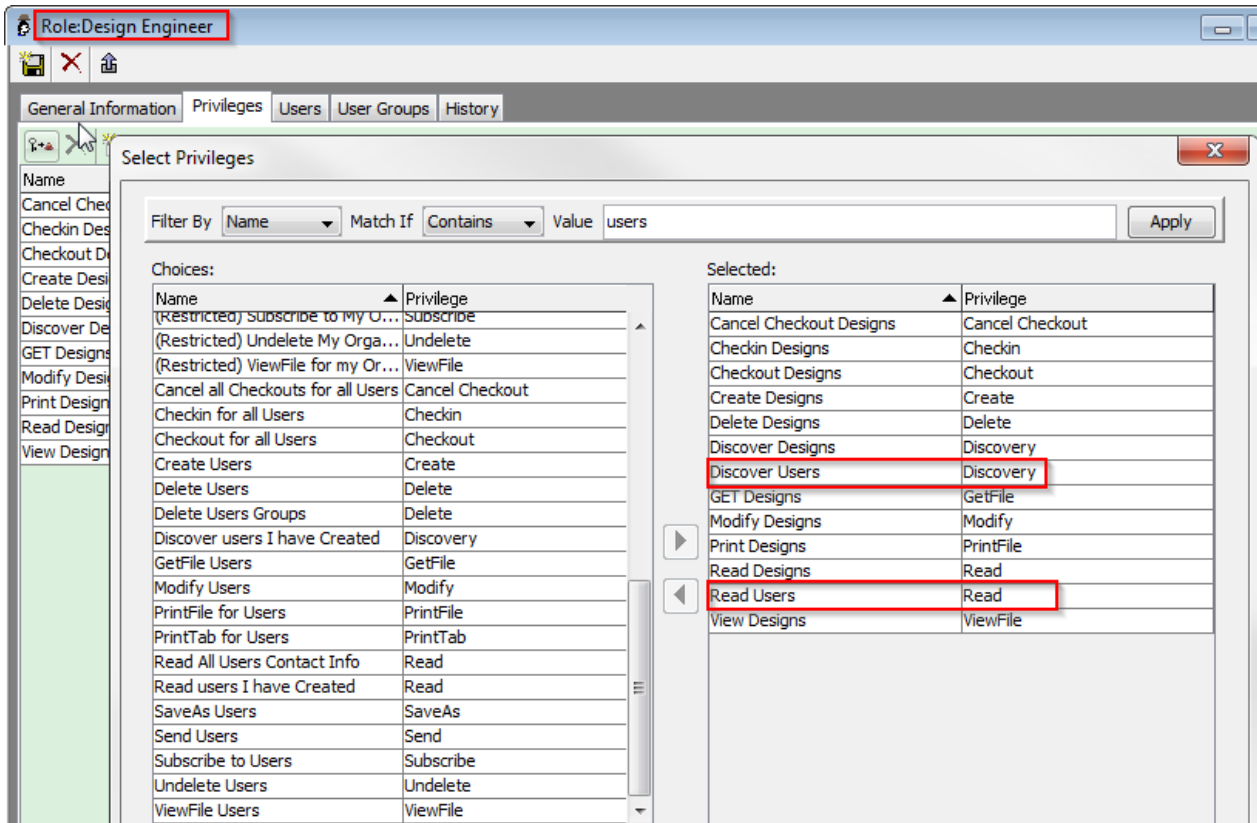 Role:Design Engineer
General Information Privileges Users User Groups History
Select Privileges
Name
Cancel Chec
Checkin Des
Checkout D
Create Desi
Delete Desig
Discover De
GET Designs
Modify Desig
Print Design
Read Design
View Design
Filter By Name Match If Contains Value users Apply
Choices:
Name Privilege
(Restricted) Subscribe to My O... Subscribe
(Restricted) Undelete My Orga... Undelete
(Restricted) ViewFile for my Or... ViewFile
Cancel all Checkouts for all Users Cancel Checkout
Checkin for all Users Checkin
Checkout for all Users Checkout
Create Users Create
Delete Users Delete
Delete Users Groups Delete
Discover users I have Created Discovery
GetFile Users GetFile
Modify Users Modify
PrintFile for Users PrintFile
PrintTab for Users PrintTab
Read All Users Contact Info Read
Read users I have Created Read
SaveAs Users SaveAs
Send Users Send
Subscribe to Users Subscribe
Undelete Users Undelete
ViewFile Users ViewFile
Selected:
Name Privilege
Cancel Checkout Designs Cancel Checkout
Checkin Designs Checkin
Checkout Designs Checkout
Create Designs Create
Delete Designs Delete
Discover Designs Discovery
Discover Users Discovery
GET Designs GetFile
Modify Designs Modify
Print Designs PrintFile
Read Designs Read
Read Users Read
View Designs ViewFile